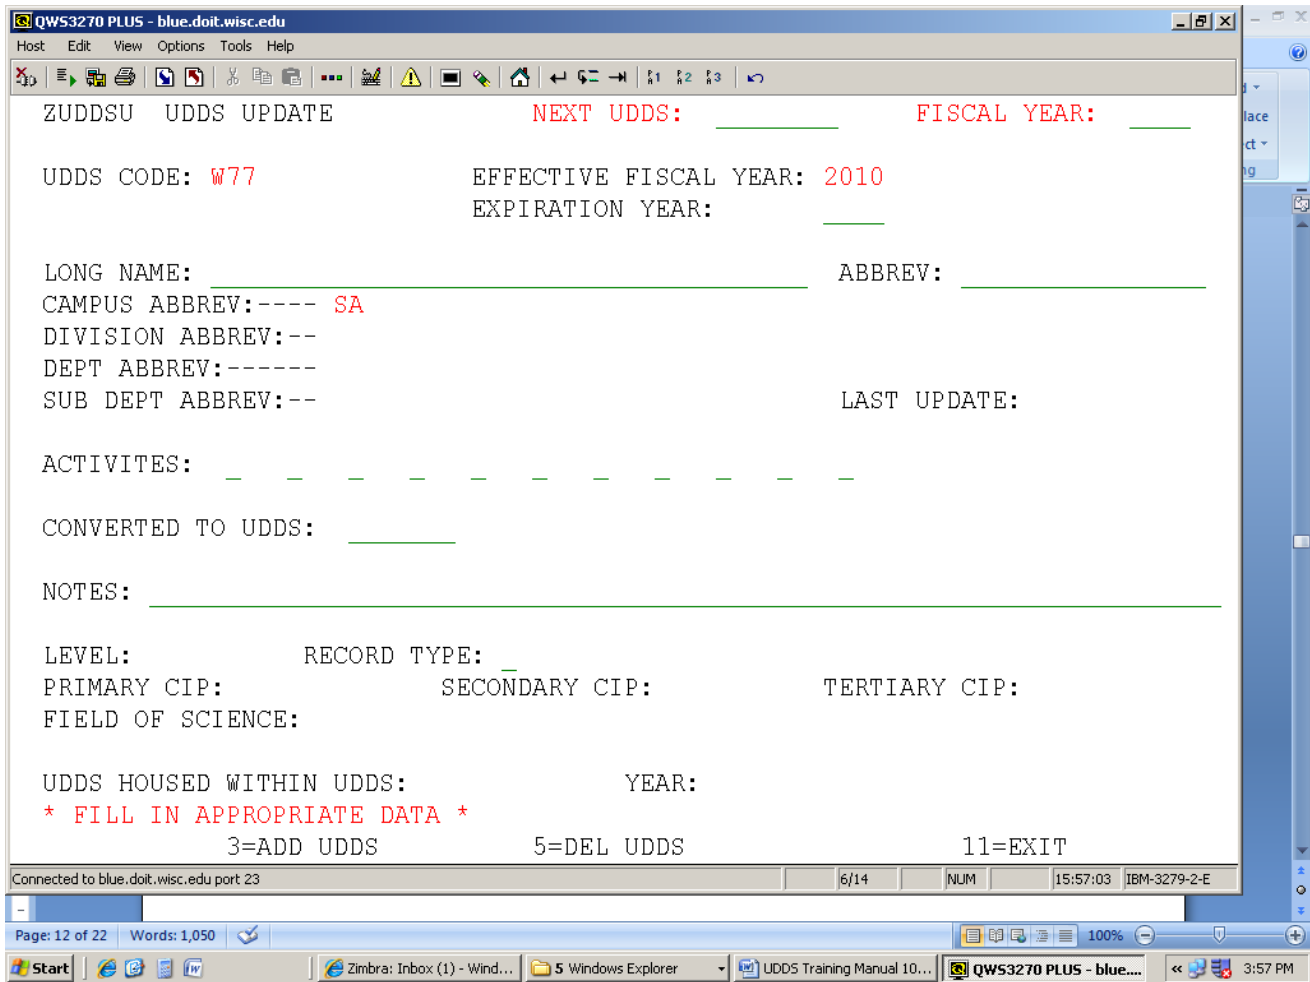 QWS3270 PLUS - blue.doit.wisc.edu
Host Edit View Options Tools Help
ZUDDSU UDDS UPDATE NEXT UDDS: FISCAL YEAR:
UDDS CODE: W77 EFFECTIVE FISCAL YEAR: 2010
EXPIRATION YEAR:
LONG NAME: ABBREV:
CAMPUS ABBREV:---- SA
DIVISION ABBREV:--
DEPT ABBREV:------
SUB DEPT ABBREV:-- LAST UPDATE:
ACTIVITES: _ _ _ _ _ _ _ _ _ _ _
CONVERTED TO UDDS:
NOTES:
LEVEL: RECORD TYPE: _
PRIMARY CIP: SECONDARY CIP: TERTIARY CIP:
FIELD OF SCIENCE:
UDDS HOUSED WITHIN UDDS: YEAR:
* FILL IN APPROPRIATE DATA *
3=ADD UDDS 5=DEL UDDS 11=EXIT
Connected to blue.doit.wisc.edu port 23 6/14 NUM 15:57:03 IBM-3279-2-E
Page: 12 of 22 Words: 1,050 100%
Start Zimbra: Inbox (1) - Wind... 5 Windows Explorer UDDS Training Manual 10... QWS3270 PLUS - blue.... « 3:57 PM